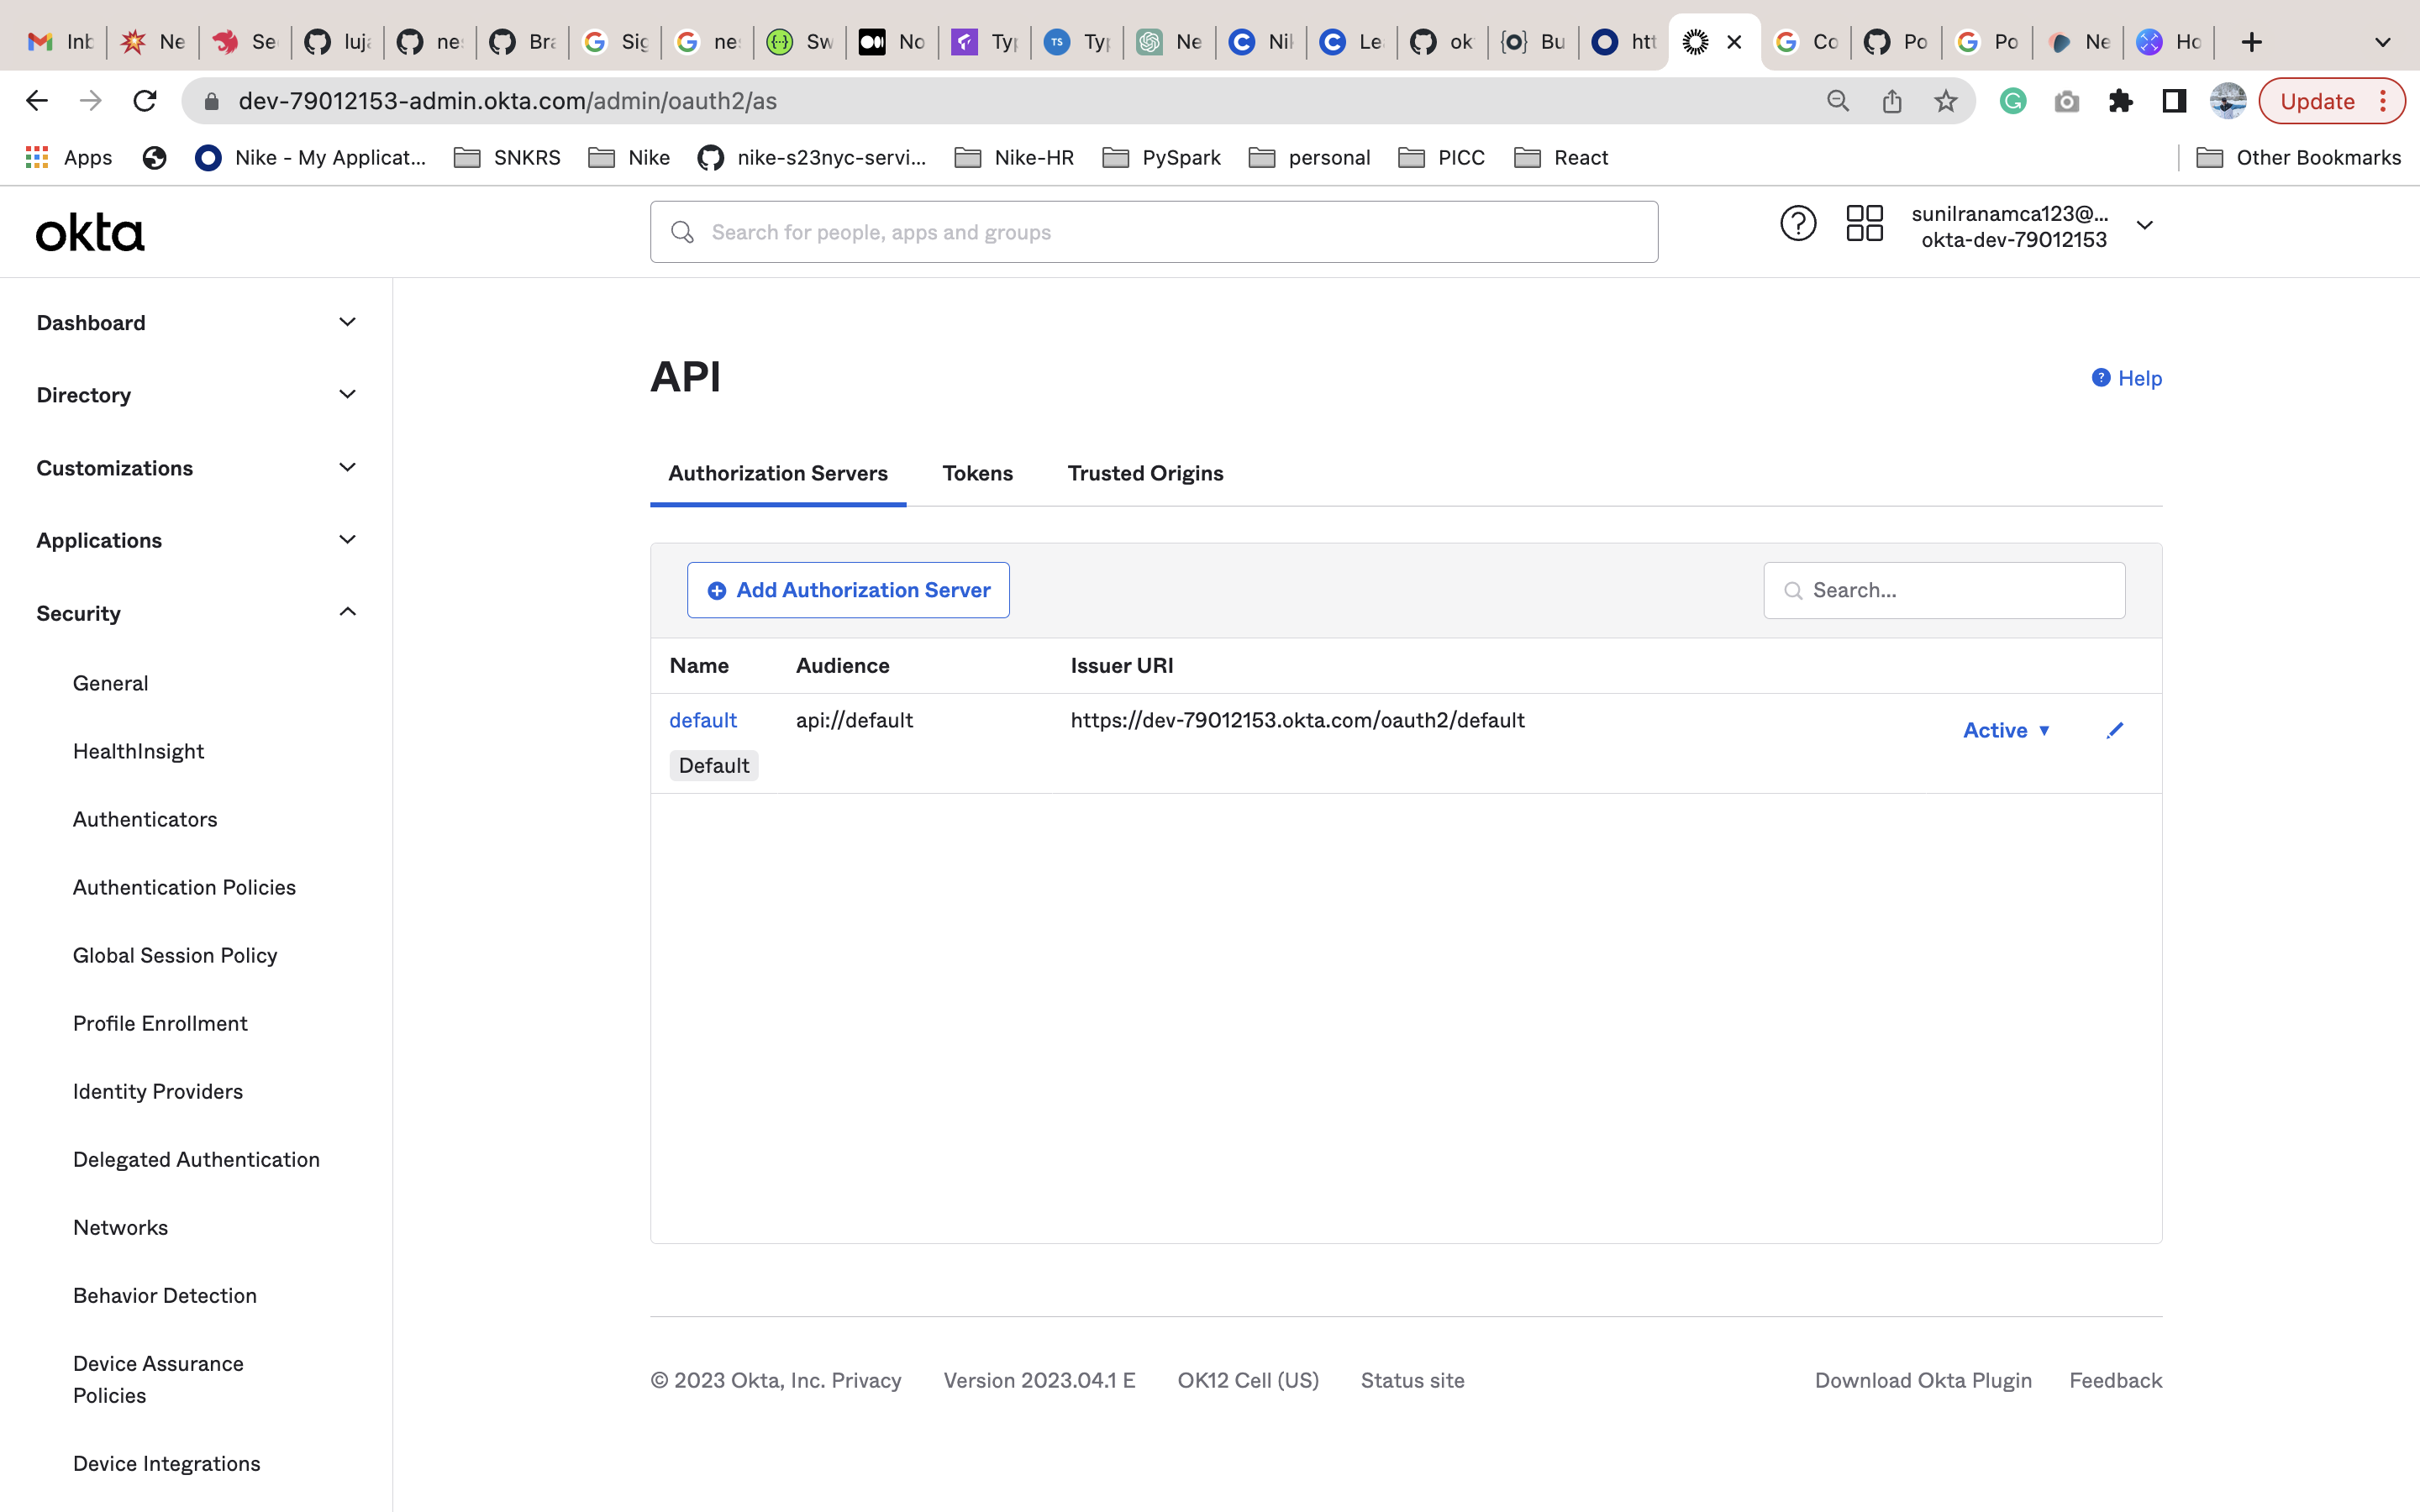 Inb Ne Se luja nes Bra Sig nes Sw No Typ Typ Ne Nik Le ok Bu htt Co Po Po Ne Ho
dev-79012153-admin.okta.com/admin/oauth2/as
Update
Apps Nike - My Applicat... SNKRS Nike nike-s23nyc-servi... Nike-HR PySpark personal PICC React Other Bookmarks
okta
Search for people, apps and groups
sunilranamca123@...
okta-dev-79012153
Dashboard
Directory
Customizations
Applications
Security
General
HealthInsight
Authenticators
Authentication Policies
Global Session Policy
Profile Enrollment
Identity Providers
Delegated Authentication
Networks
Behavior Detection
Device Assurance
Policies
Device Integrations
API
Help
Authorization Servers Tokens Trusted Origins
Add Authorization Server
Search...
Name Audience Issuer URI
default api://default https://dev-79012153.okta.com/oauth2/default Active
Default
© 2023 Okta, Inc. Privacy Version 2023.04.1 E OK12 Cell (US) Status site Download Okta Plugin Feedback